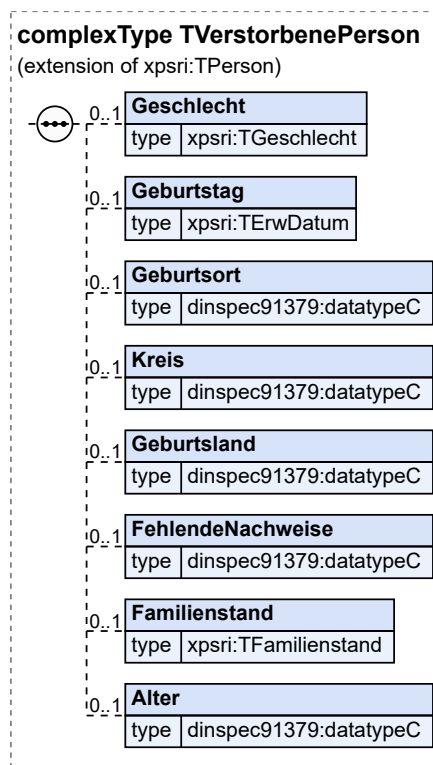 complexType TVerstorbenePerson
(extension of xpsri:TPerson)
0..1 Geschlecht
type xpsri:TGeschlecht
0..1 Geburtstag
type xpsri:TErwDatum
0..1 Geburtsort
type dinspec91379:datatypeC
0..1 Kreis
type dinspec91379:datatypeC
0..1 Geburtsland
type dinspec91379:datatypeC
0..1 FehlendeNachweise
type dinspec91379:datatypeC
0..1 Familienstand
type xpsri:TFamilienstand
0..1 Alter
type dinspec91379:datatypeC